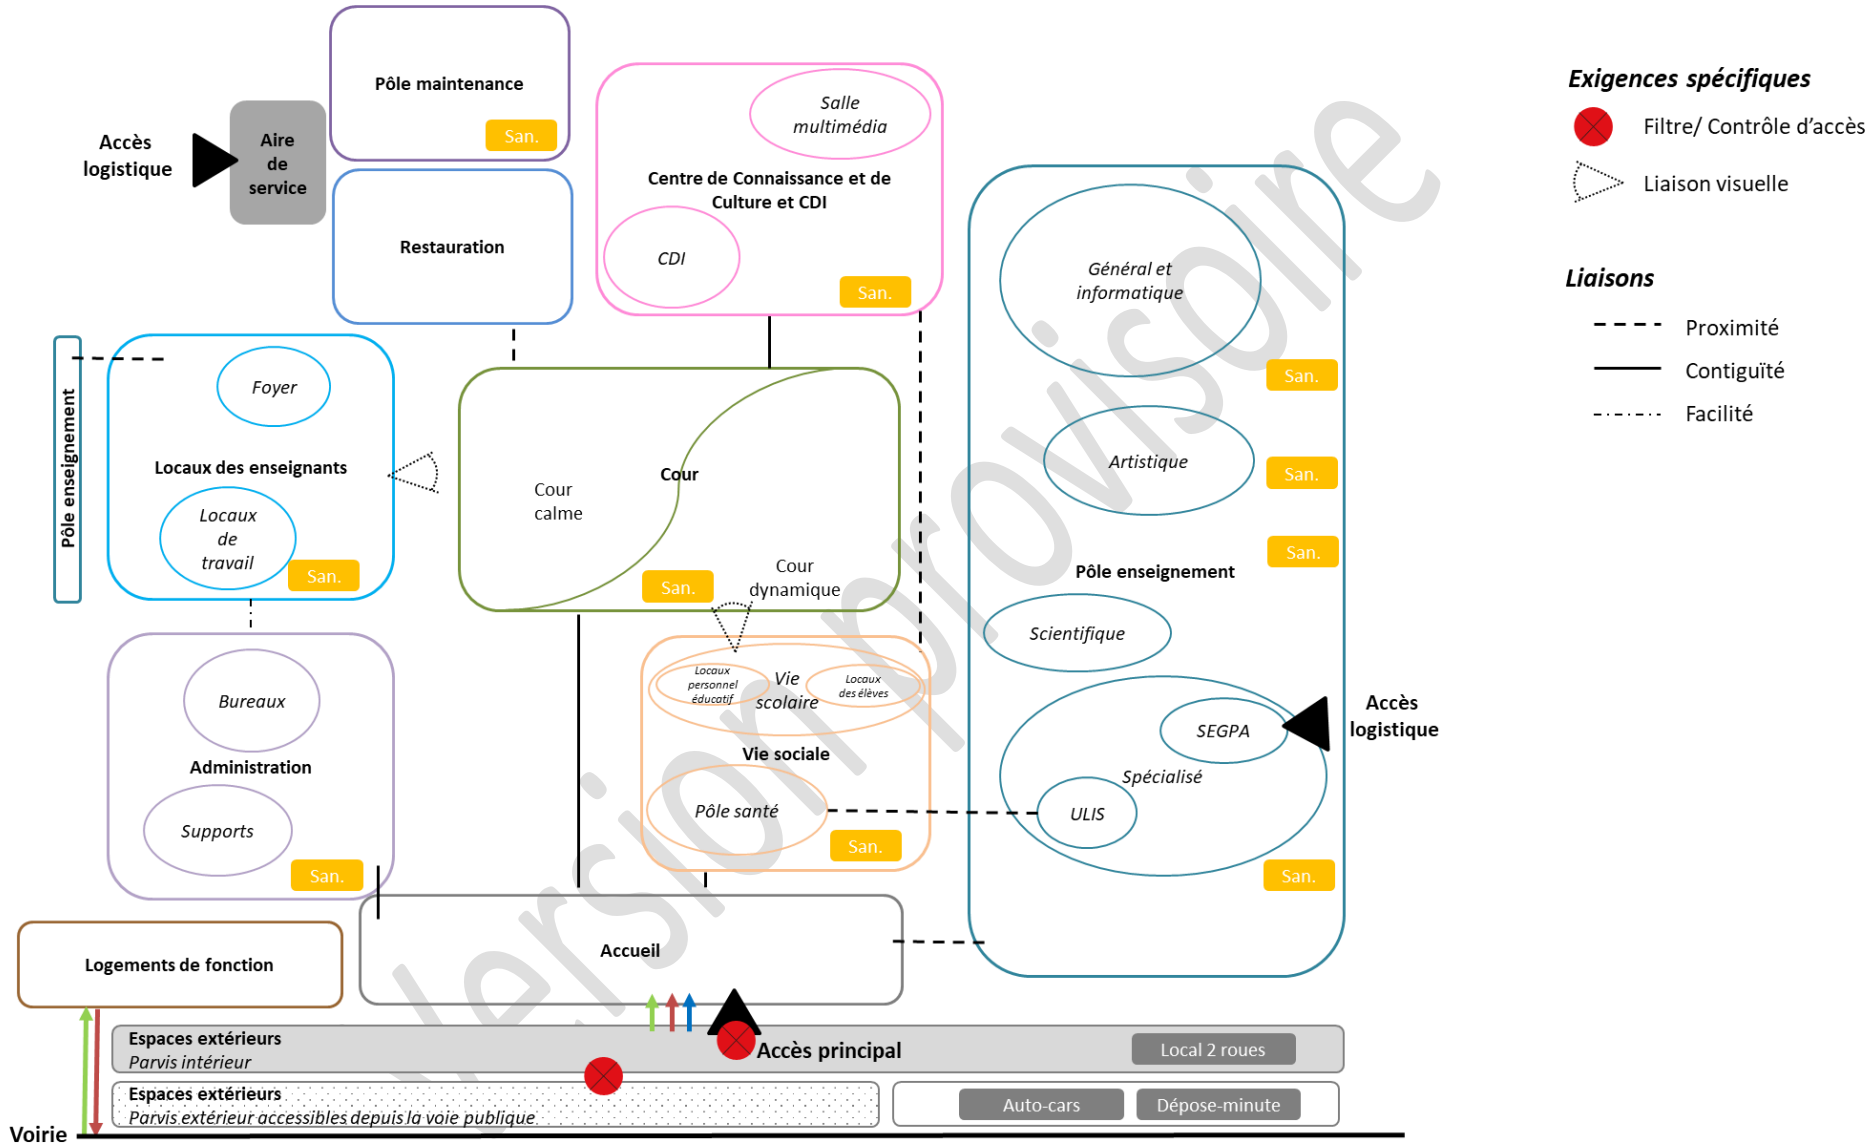 Pôle maintenance
San.
Accès
logistique
Aire
de
service
Restauration
Salle
multimédia
Centre de Connaissance et de
Culture et CDI
CDI
San.
Exigences spécifiques
Filtre/ Contrôle d'accès
Liaison visuelle
Liaisons
Proximité
Contiguïté
Facilité
Général et
informatique
San.
Artistique
San.
San.
Pôle enseignement
Scientifique
SEGPA
Spécialisé
ULIS
San.
Accès
logistique
Pôle enseignement
Foyer
Locaux des enseignants
Locaux
de
travail
San.
Cour
Cour
calme
Cour
dynamique
San.
Bureaux
Administration
Supports
San.
Locaux
personnel
éducatif
Vie
scolaire
Locaux
des élèves
Vie sociale
Pôle santé
San.
Logements de fonction
Accueil
Espaces extérieurs
Parvis intérieur
Accès principal
Local 2 roues
Espaces extérieurs
Parvis extérieur accessibles depuis la voie publique
Auto-cars
Dépose-minute
Voirie
Version provisoire